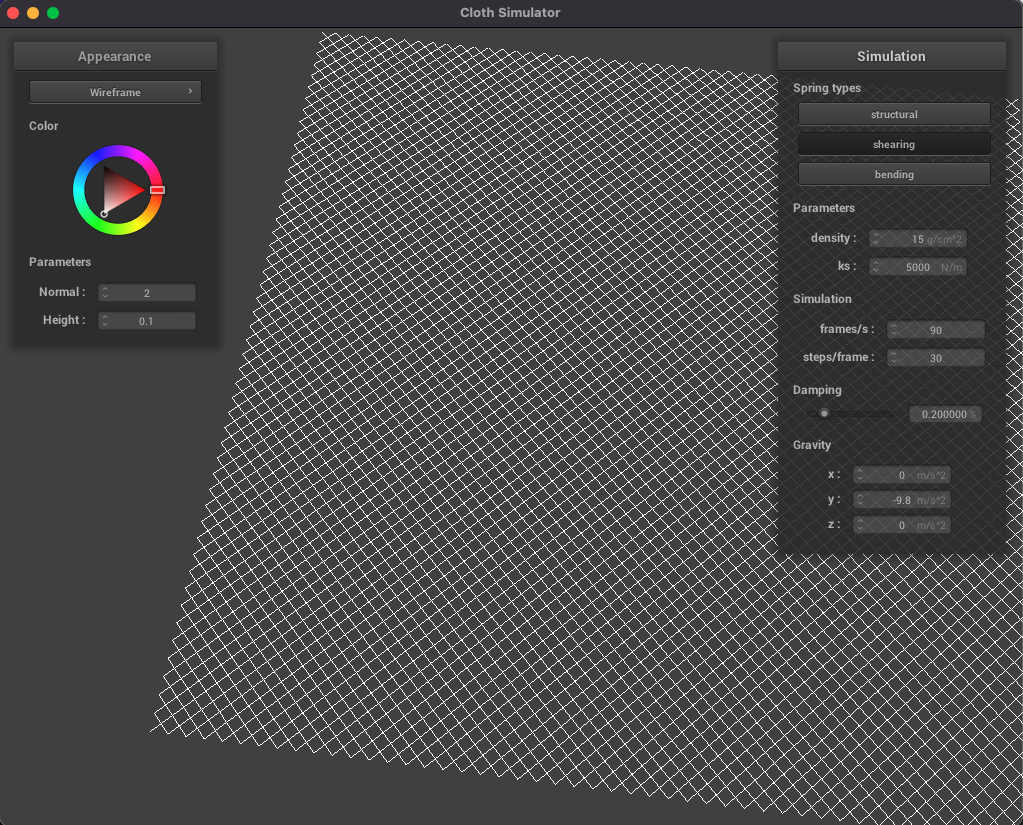 Cloth Simulator
Appearance
Wireframe
Color
Parameters
Normal : 2
Height : 0.1
Simulation
Spring types
structural
shearing
bending
Parameters
density : 15 g/cm^2
ks : 5000 N/m
Simulation
frames/s : 90
steps/frame : 30
Damping
0.200000 %
Gravity
x : 0 m/s^2
y : -9.8 m/s^2
z : 0 m/s^2